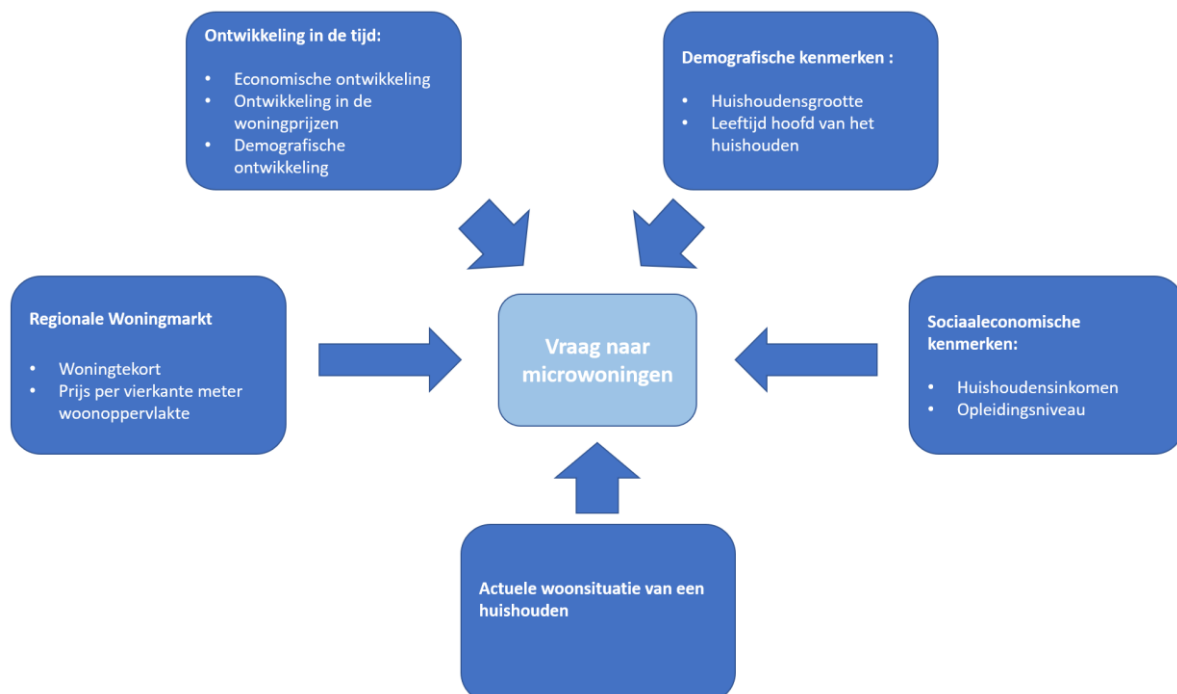 Ontwikkeling in de tijd:
• Economische ontwikkeling
• Ontwikkeling in de
woningprijzen
• Demografische
ontwikkeling
Demografische kenmerken :
• Huishoudensgrootte
• Leeftijd hoofd van het
huishouden
Regionale Woningmarkt
• Woningtekort
• Prijs per vierkante meter
woonoppervlakte
Vraag naar
microwoningen
Sociaaleconomische
kenmerken:
• Huishoudensinkomen
• Opleidingsniveau
Actuele woonsituatie van een
huishouden